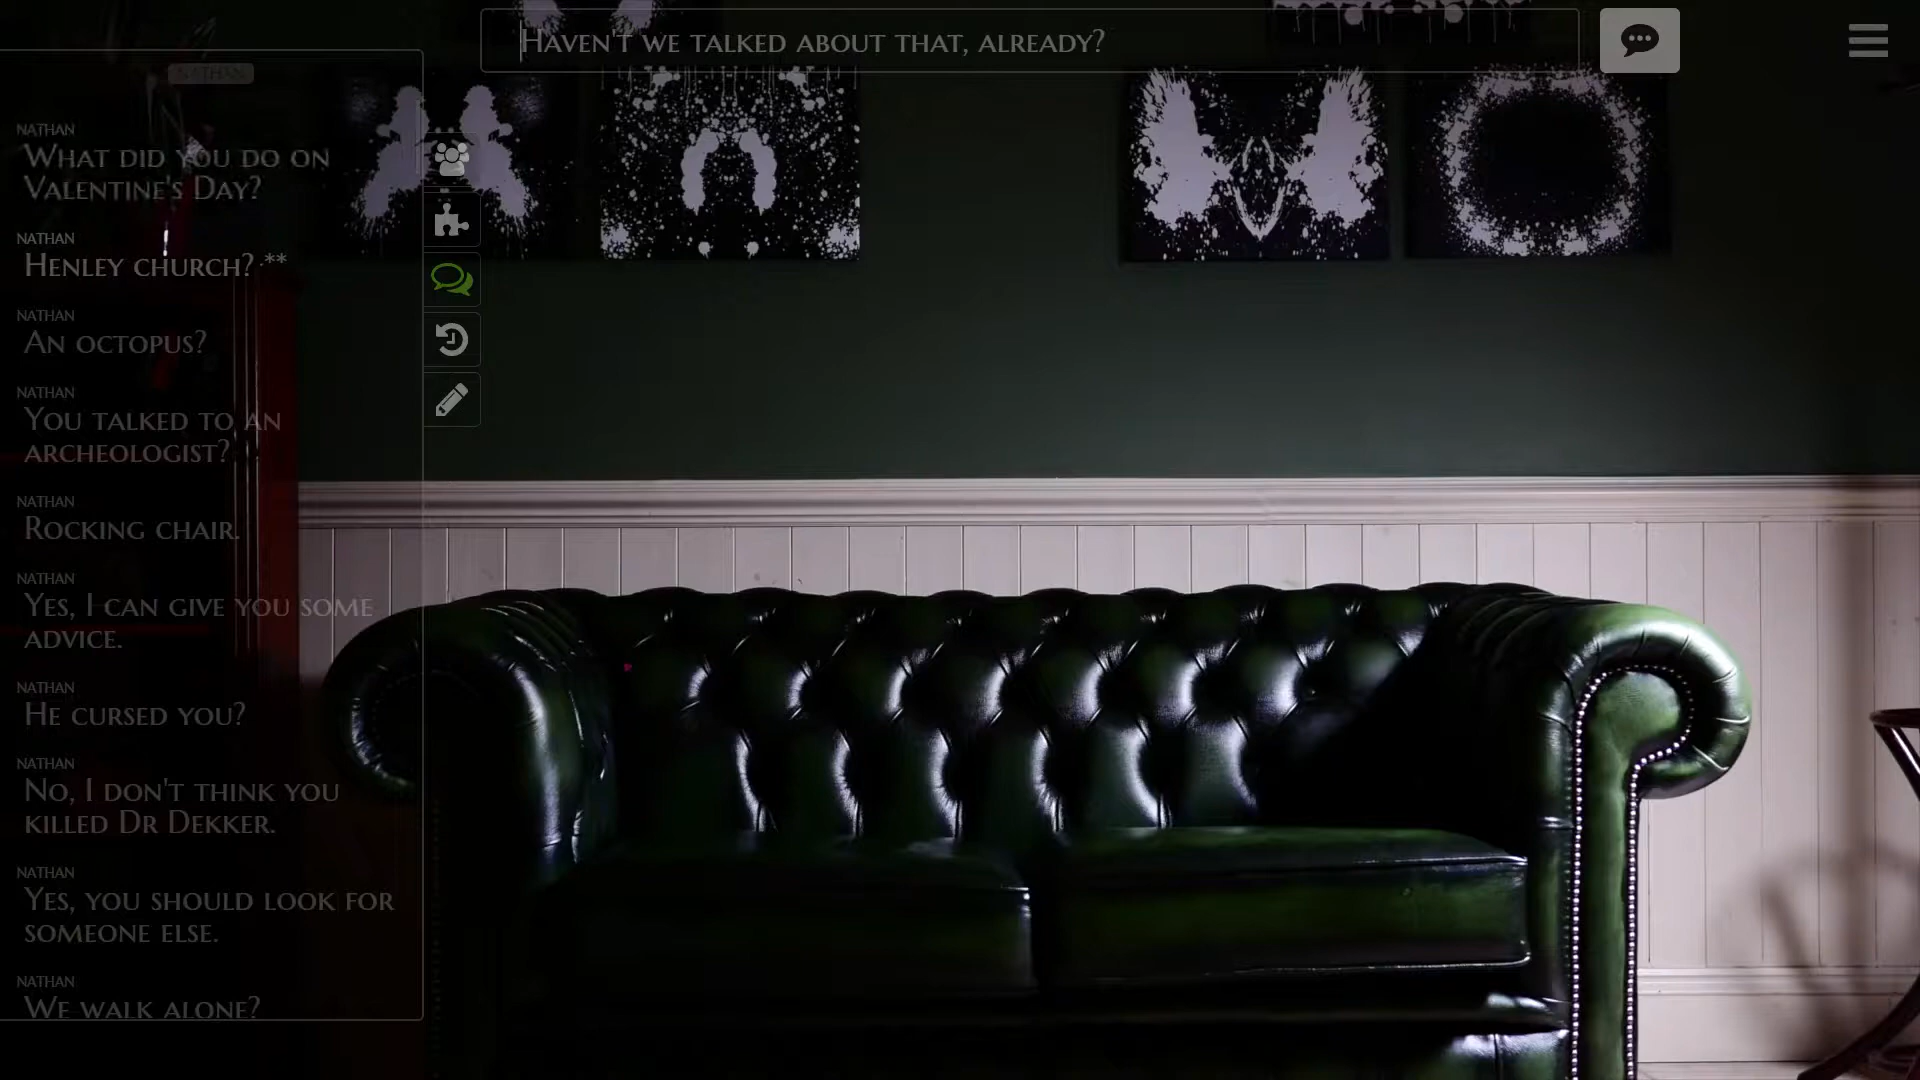 Haven't we talked about that, already?
NATHAN
NATHAN
What did you do on
Valentine's Day?
NATHAN
Henley church? **
NATHAN
An octopus?
NATHAN
You talked to an
archeologist?
NATHAN
Rocking chair.
NATHAN
Yes, I can give you some
advice.
NATHAN
He cursed you?
NATHAN
No, I don't think you
killed Dr Dekker.
NATHAN
Yes, you should look for
someone else.
NATHAN
We walk alone?